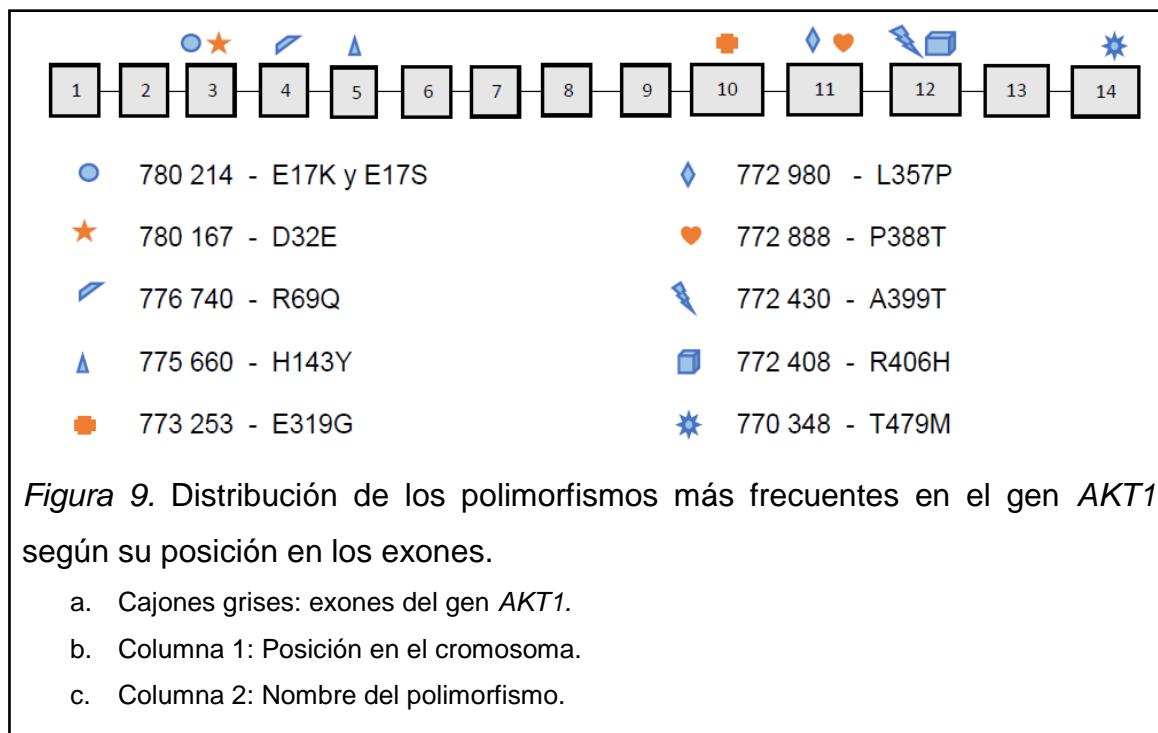 1 2 3 4 5 6 7 8 9 10 11 12 13 14
780 214 - E17K y E17S
780 167 - D32E
776 740 - R69Q
775 660 - H143Y
773 253 - E319G
772 980 - L357P
772 888 - P388T
772 430 - A399T
772 408 - R406H
770 348 - T479M
Figura 9. Distribución de los polimorfismos más frecuentes en el gen AKT1
según su posición en los exones.
a. Cajones grises: exones del gen AKT1.
b. Columna 1: Posición en el cromosoma.
c. Columna 2: Nombre del polimorfismo.